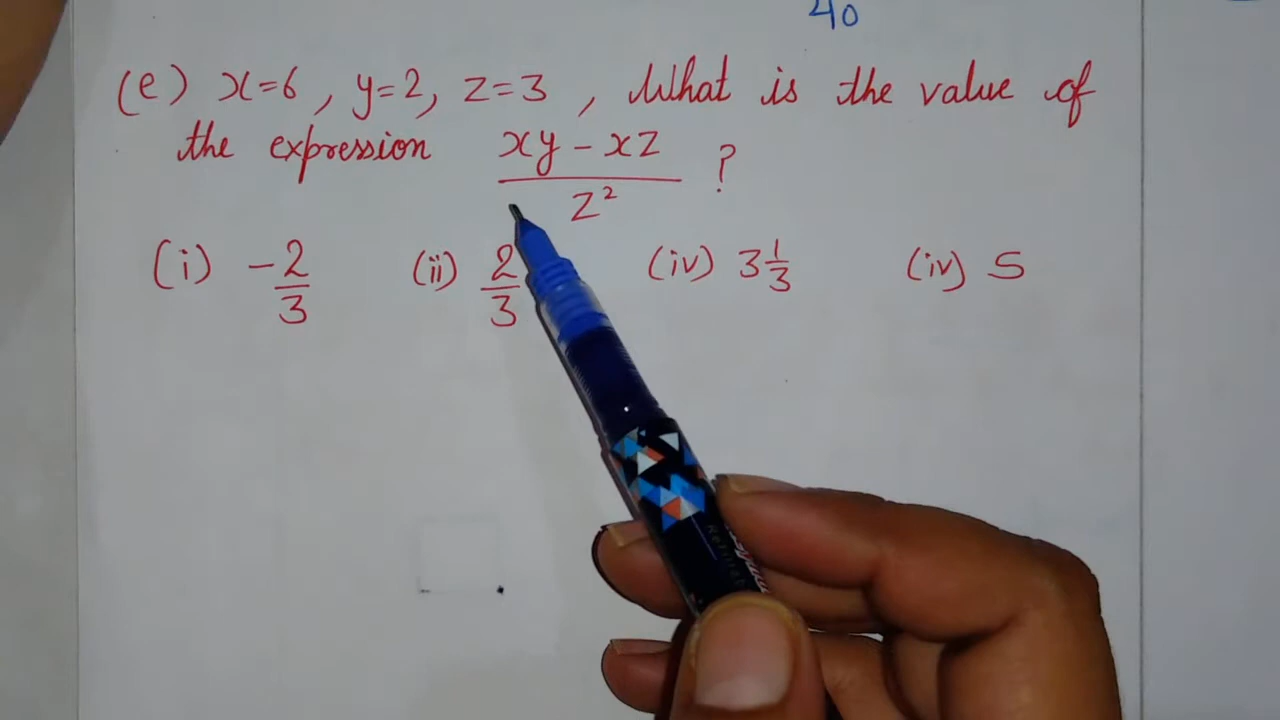 40
(e) x=6, y=2, z=3, What is the value of
the expression xy-xz/z² ?
(i) -2/3 (ii) 2/3 (iv) 3 1/3 (iv) 5